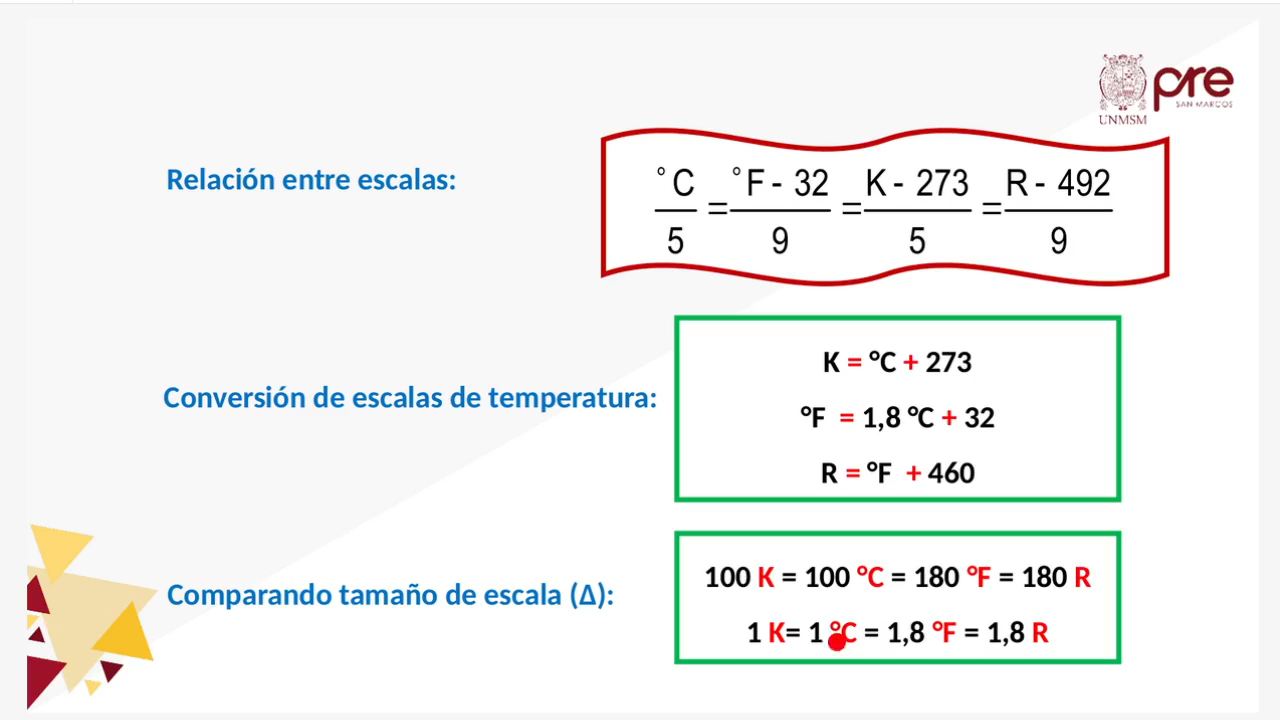 pre
SAN MARCOS
UNMSM
Relación entre escalas:
°C/5 = °F - 32/9 = K - 273/5 = R - 492/9
Conversión de escalas de temperatura:
K = °C + 273
°F = 1,8 °C + 32
R = °F + 460
Comparando tamaño de escala (Δ):
100 K = 100 °C = 180 °F = 180 R
1 K= 1 °C = 1,8 °F = 1,8 R